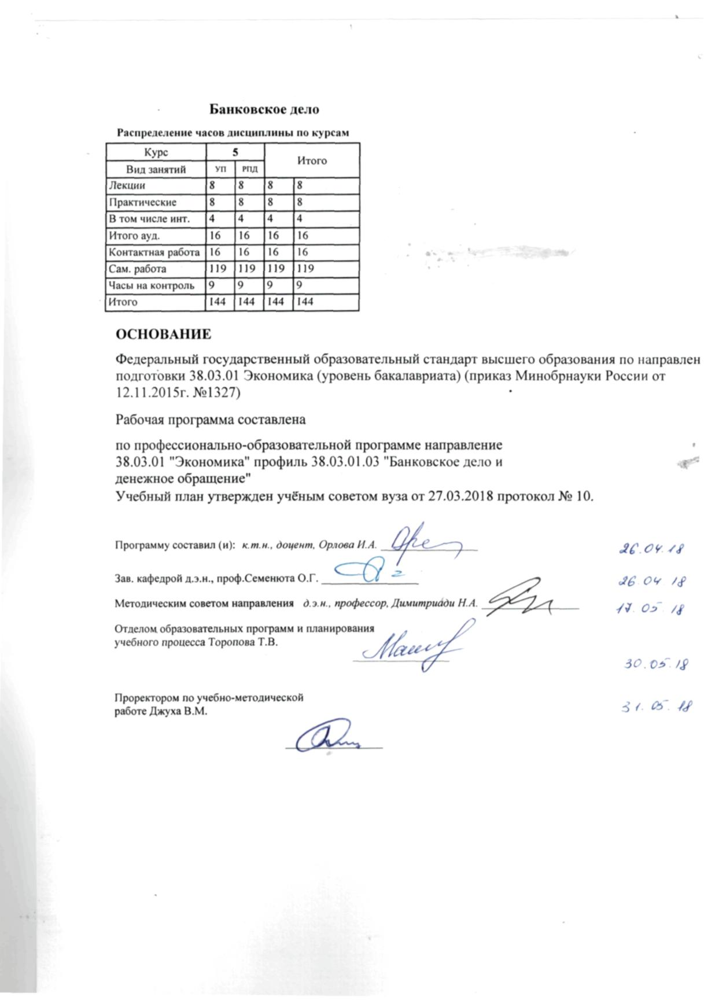 Банковское дело
Распределение часов дисциплины по курсам
Курс 5 Итого
Вид занятий УП РПД
Лекции 8 8 8 8
Практические 8 8 8 8
В том числе инт. 4 4 4 4
Итого ауд. 16 16 16 16
Контактная работа 16 16 16 16
Сам. работа 119 119 119 119
Часы на контроль 9 9 9 9
Итого 144 144 144 144
ОСНОВАНИЕ
Федеральный государственный образовательный стандарт высшего образования по направлен
подготовки 38.03.01 Экономика (уровень бакалавриата) (приказ Минобрнауки России от
12.11.2015г. №1327)
Рабочая программа составлена
по профессионально-образовательной программе направление
38.03.01 "Экономика" профиль 38.03.01.03 "Банковское дело и
денежное обращение"
Учебный план утвержден учёным советом вуза от 27.03.2018 протокол № 10.
Программу составил (и): к.т.н., доцент, Орлова И.А. 26.04.18
Зав. кафедрой д.э.н., проф.Семенюта О.Г. 26.04.18
Методическим советом направления д.э.н., профессор, Димитриади Н.А. 17.05.18
Отделом образовательных программ и планирования
учебного процесса Торопова Т.В.
30.05.18
Проректором по учебно-методической
работе Джуха В.М. 31.05.18